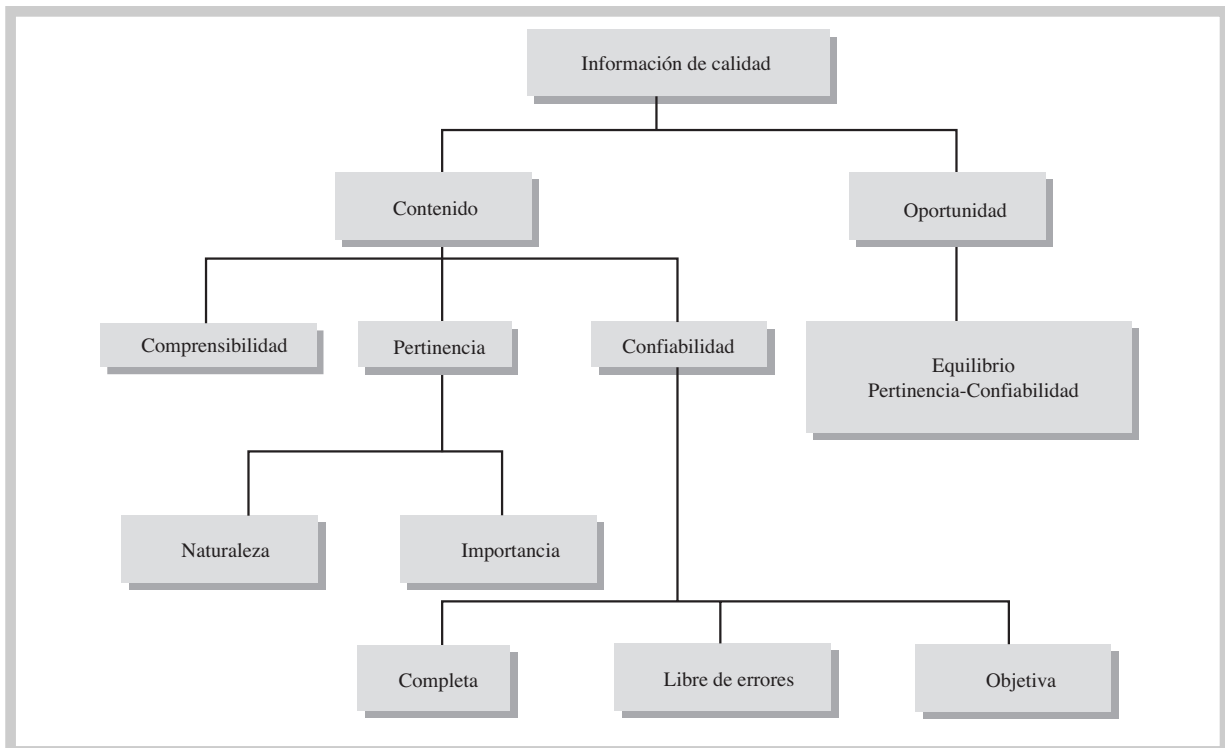 Información de calidad
Contenido
Oportunidad
Comprensibilidad
Pertinencia
Confiabilidad
Equilibrio
Pertinencia-Confiabilidad
Naturaleza
Importancia
Completa
Libre de errores
Objetiva